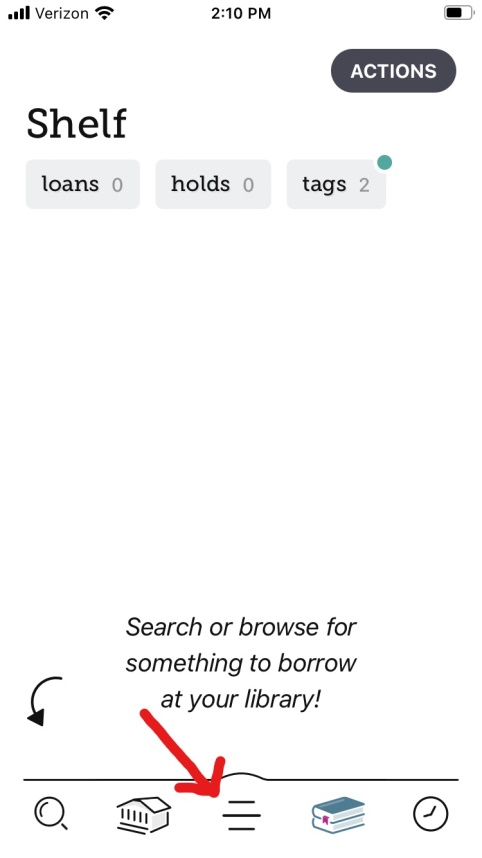 Verizon 2:10 PM
ACTIONS
Shelf
loans 0 holds 0 tags 2
Search or browse for
something to borrow
at your library!